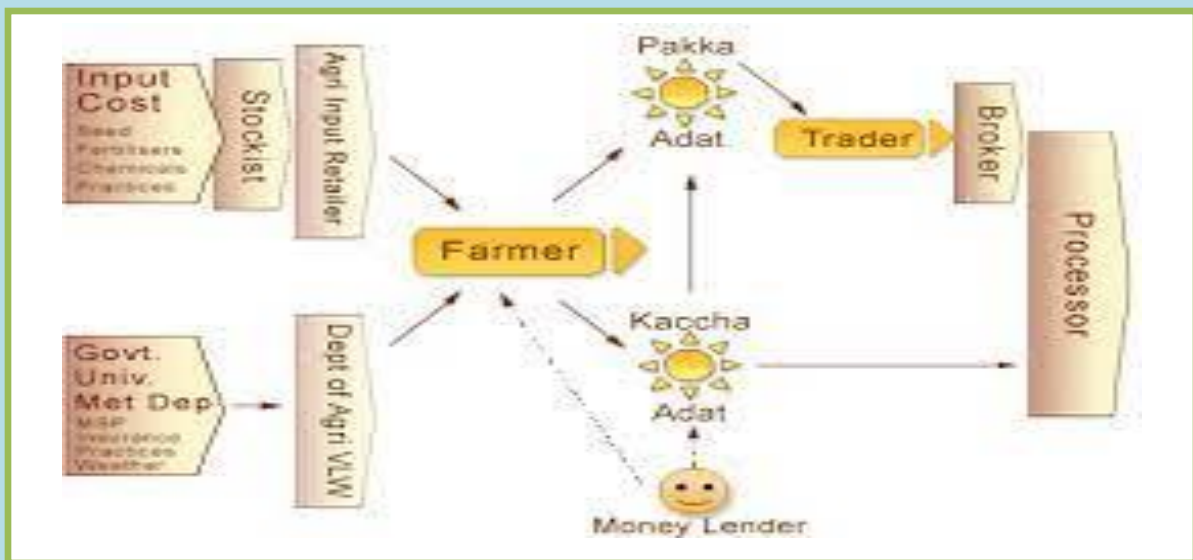 Input
Cost
Seed
Fertilisers
Chemicals
Practices
Stockist
Agri Input Retailer
Govt.
Univ.
Met Dep
MSP
Insurance
Practices
Weather
Dept of Agri VLW
Farmer
Pakka
Adat
Kaccha
Adat
Money Lender
Trader
Broker
Processor